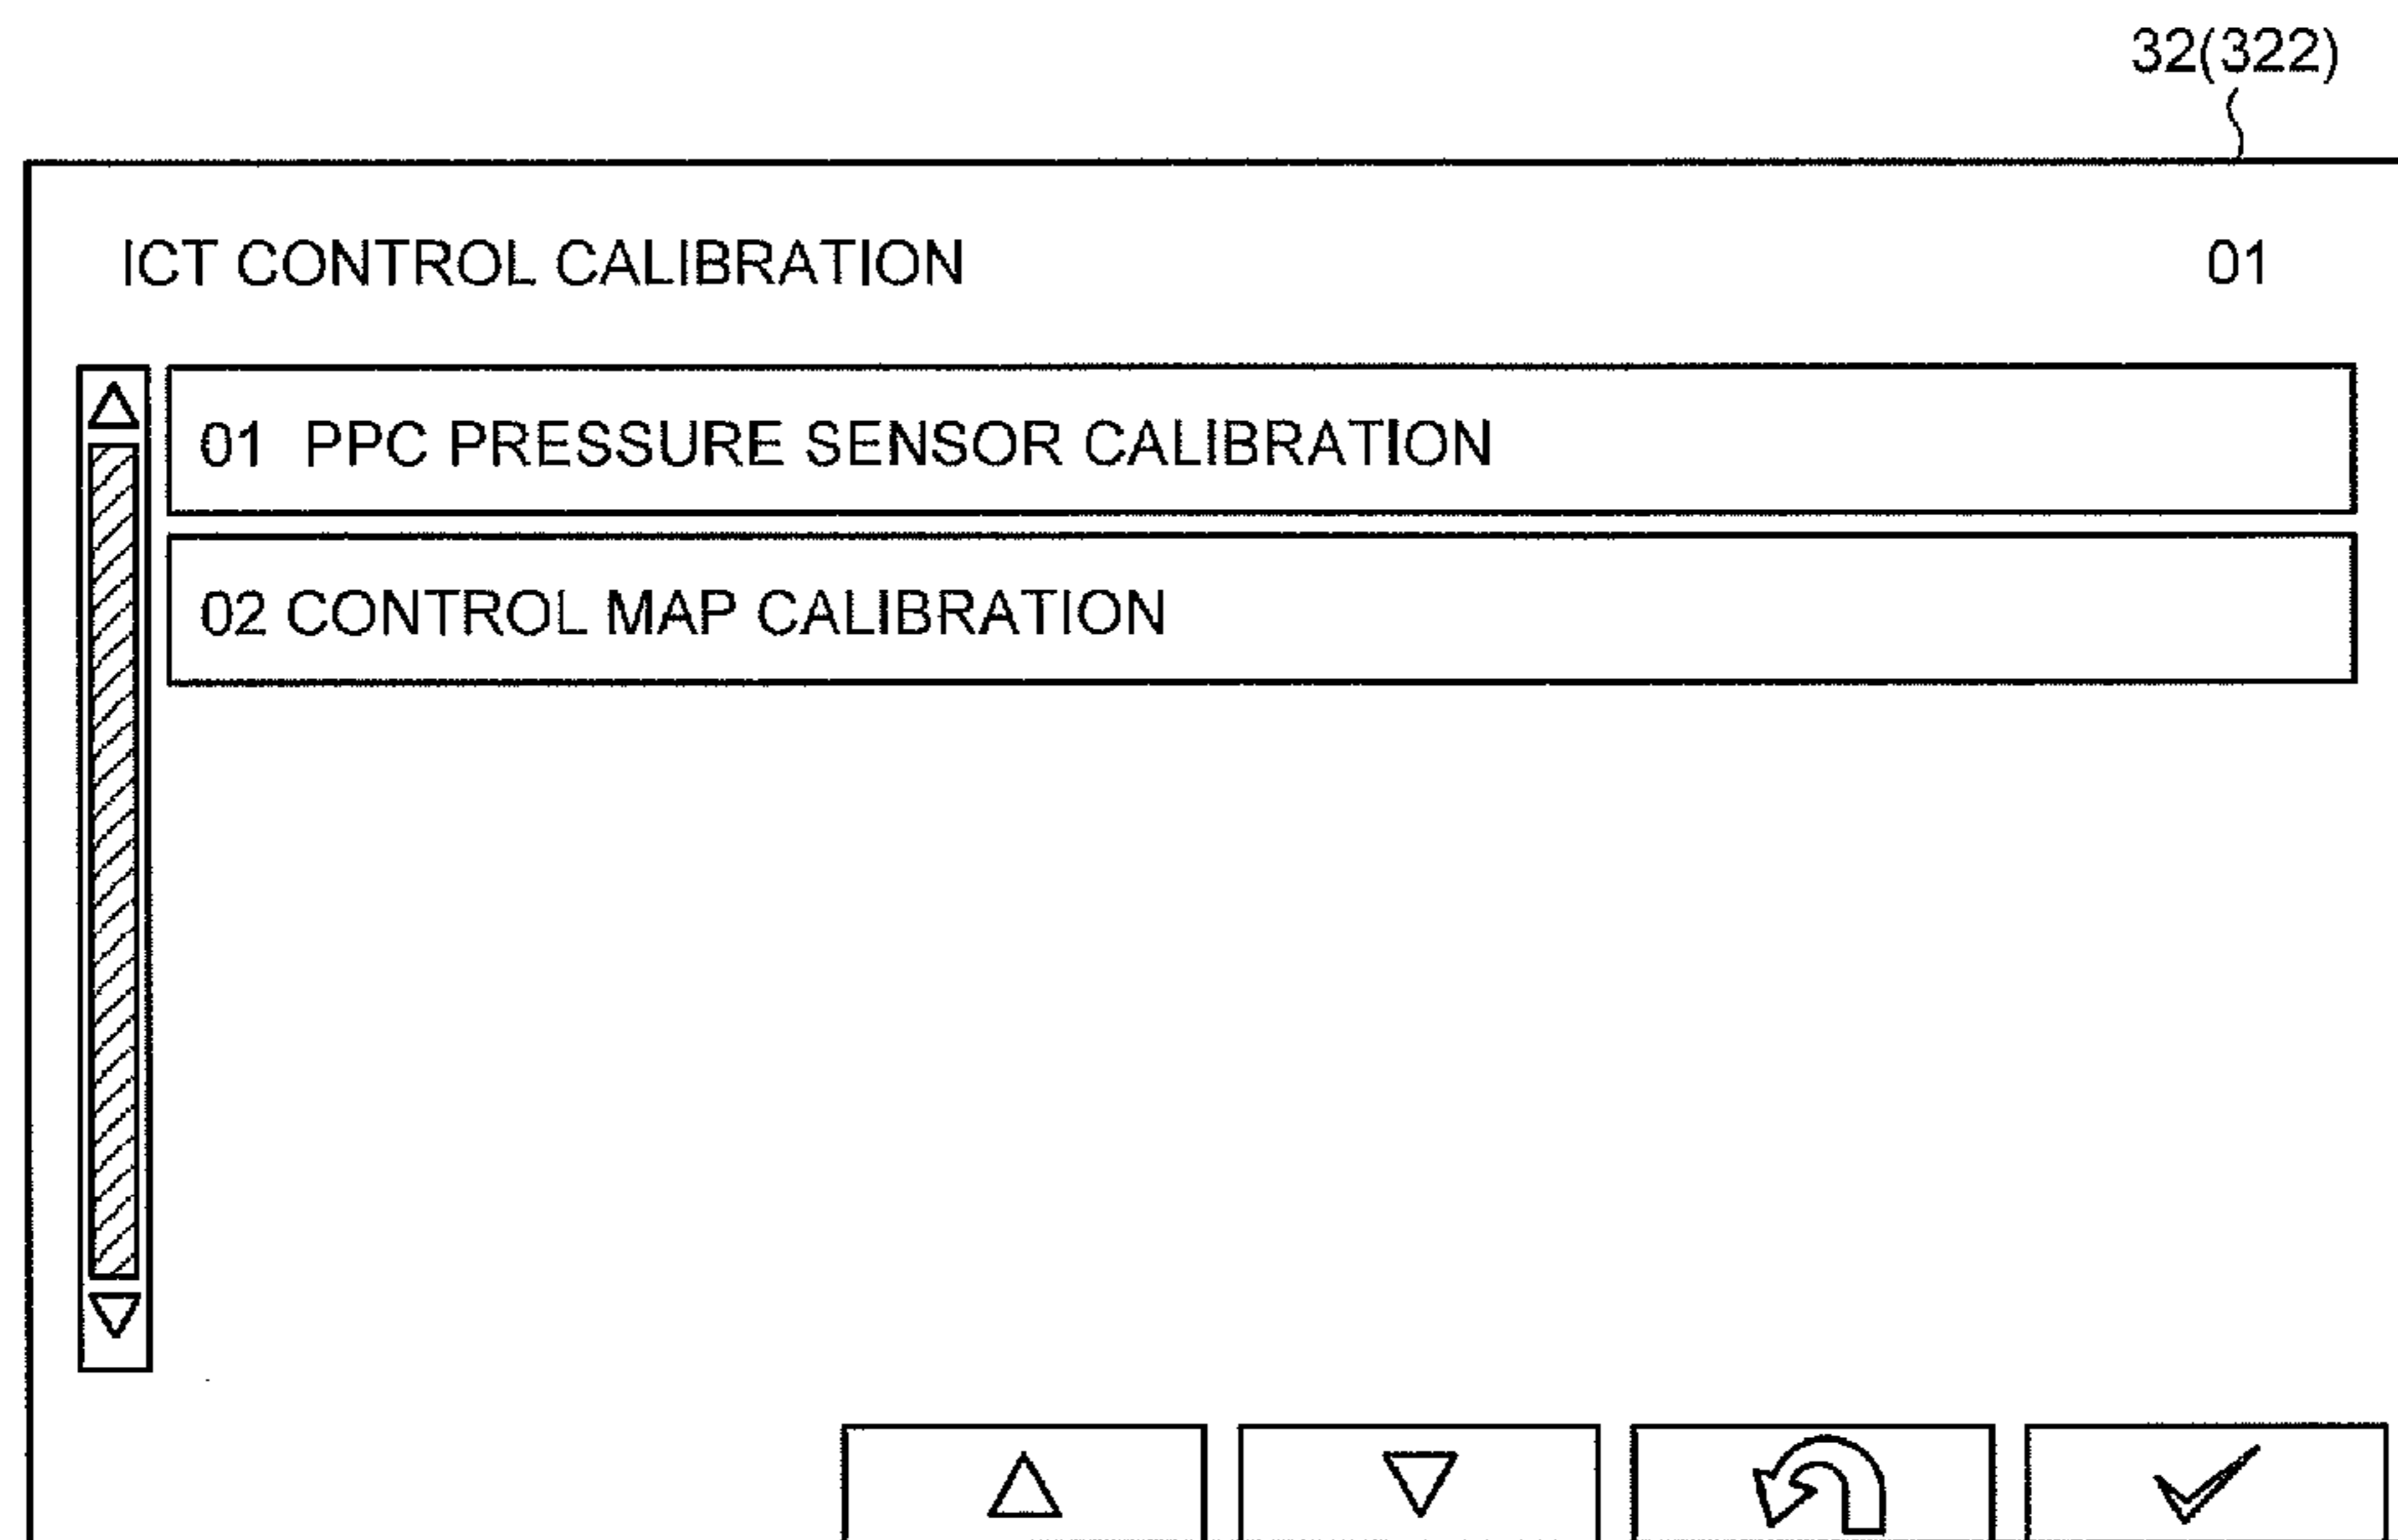 32(322)
ICT CONTROL CALIBRATION 01
01 PPC PRESSURE SENSOR CALIBRATION
02 CONTROL MAP CALIBRATION